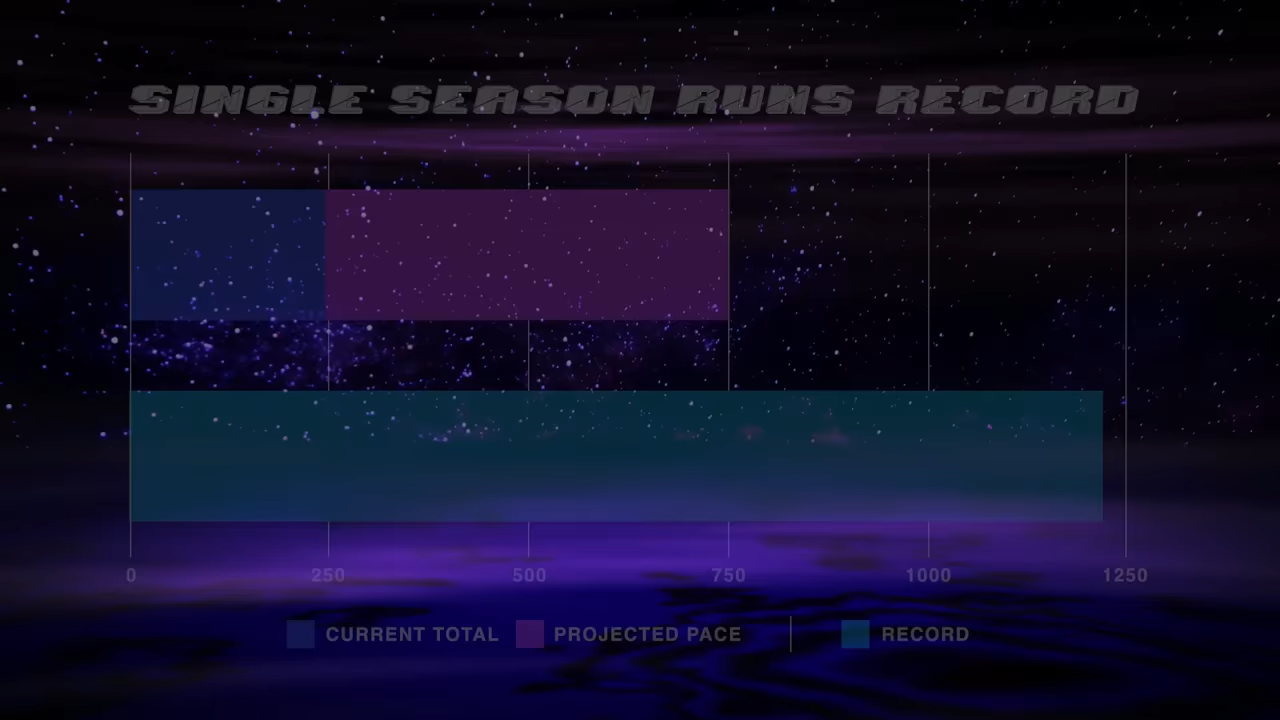 SINGLE SEASON RUNS RECORD
0 250 500 750 1000 1250
CURRENT TOTAL PROJECTED PACE RECORD